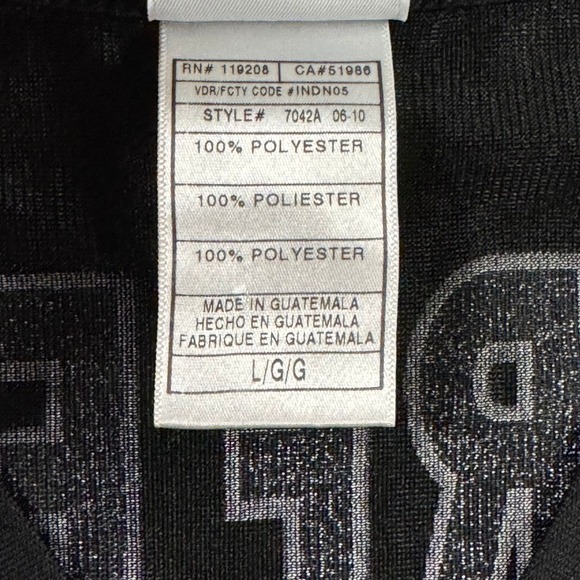 RN# 119208 CA#51986
VDR/FCTY CODE #INDN05
STYLE# 7042A 06-10
100% POLYESTER
100% POLIESTER
100% POLYESTER
MADE IN GUATEMALA
HECHO EN GUATEMALA
FABRIQUE EN GUATEMALA
L/G/G